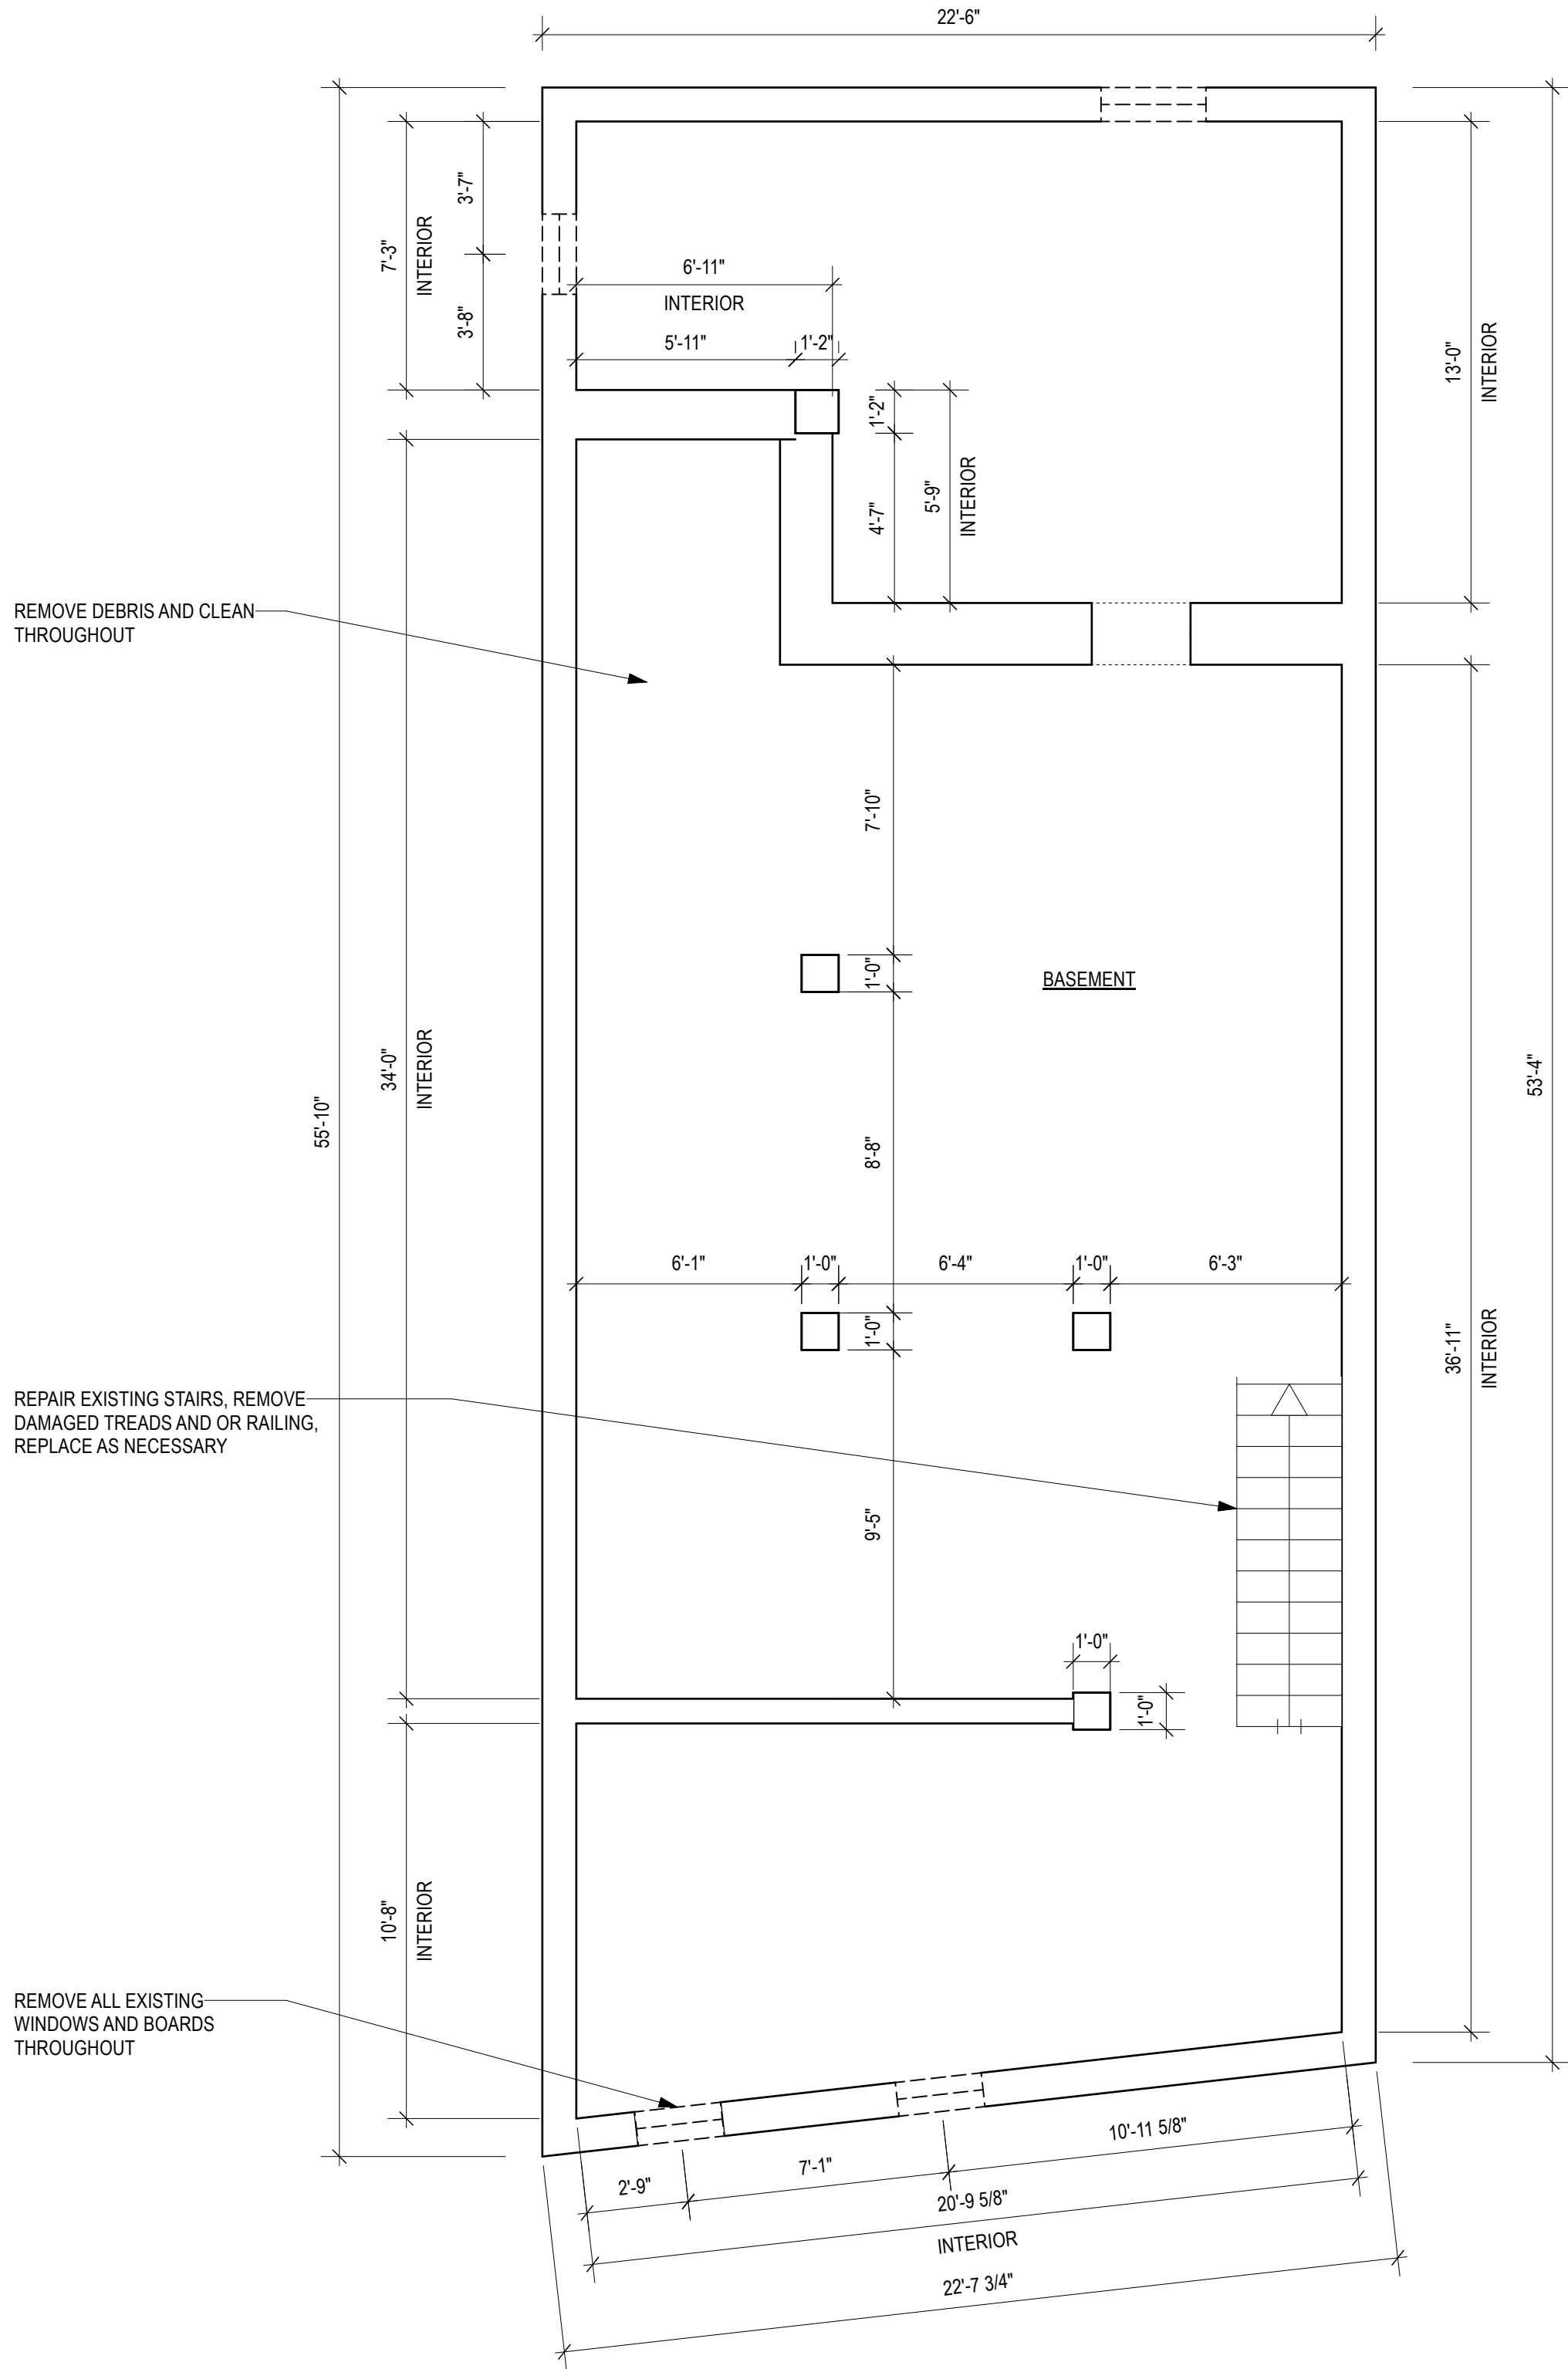 22'-6"
3'-7"
7'-3"
INTERIOR
6'-11"
INTERIOR
3'-8"
5'-11"
1'-2"
13'-0"
INTERIOR
1'-2"
5'-9"
INTERIOR
4'-7"
REMOVE DEBRIS AND CLEAN
THROUGHOUT
7'-10"
1'-0"
BASEMENT
34'-0"
INTERIOR
55'-10"
53'-4"
8'-8"
6'-1"
1'-0"
6'-4"
1'-0"
6'-3"
1'-0"
36'-11"
INTERIOR
REPAIR EXISTING STAIRS, REMOVE
DAMAGED TREADS AND OR RAILING,
REPLACE AS NECESSARY
9'-5"
1'-0"
1'-0"
10'-8"
INTERIOR
REMOVE ALL EXISTING
WINDOWS AND BOARDS
THROUGHOUT
2'-9"
7'-1"
10'-11 5/8"
20'-9 5/8"
INTERIOR
22'-7 3/4"